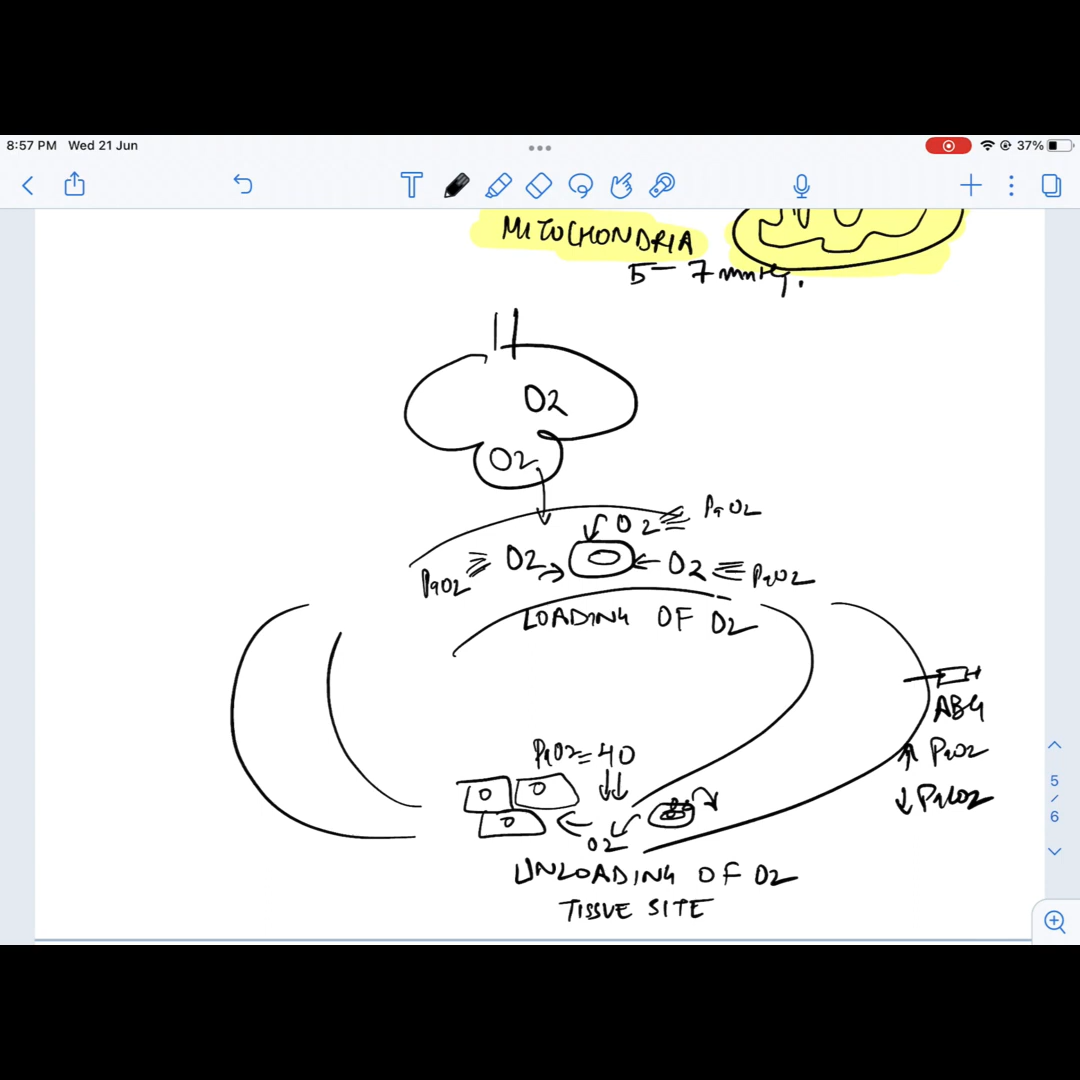 8:57 PM Wed 21 Jun
37%
T
MITOCHONDRIA
5 - 7 mmHg.
O2
O2
O2 PaO2
PaO2 O2 O2 PaO2
LOADING OF O2
ABG
PaO2 = 40
↑ PaO2
↓ PaCO2
O2
UNLOADING OF O2
TISSUE SITE
5
/
6